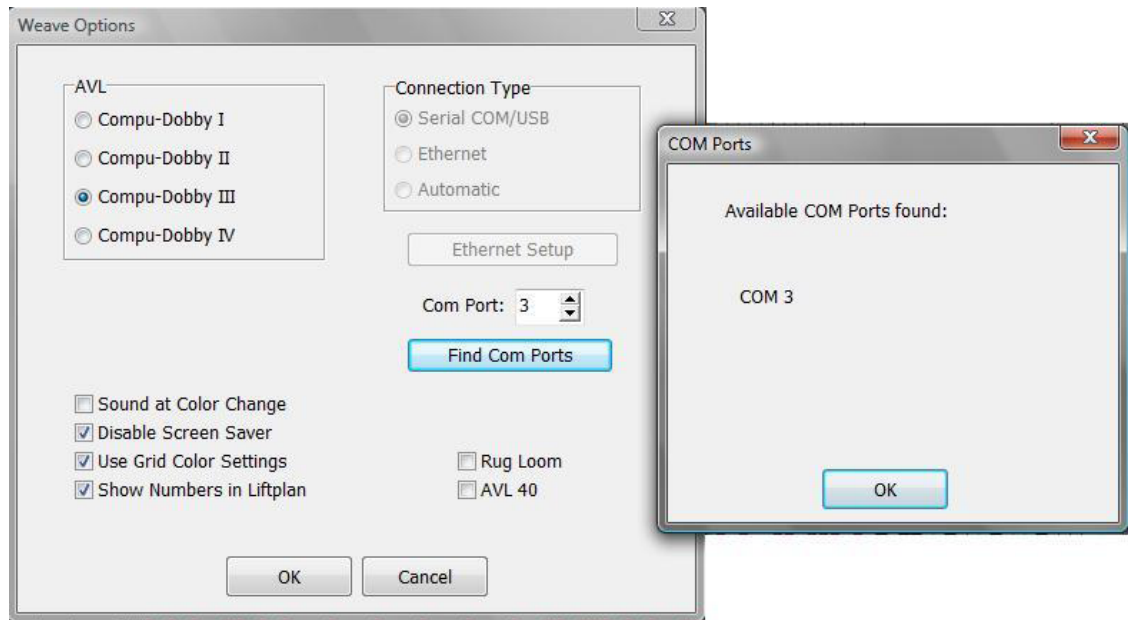 Weave Options
AVL
Compu-Dobby I
Compu-Dobby II
Compu-Dobby III
Compu-Dobby IV
Connection Type
Serial COM/USB
Ethernet
Automatic
Ethernet Setup
Com Port: 3
Find Com Ports
Sound at Color Change
Disable Screen Saver
Use Grid Color Settings
Show Numbers in Liftplan
Rug Loom
AVL 40
OK
Cancel
COM Ports
Available COM Ports found:
COM 3
OK